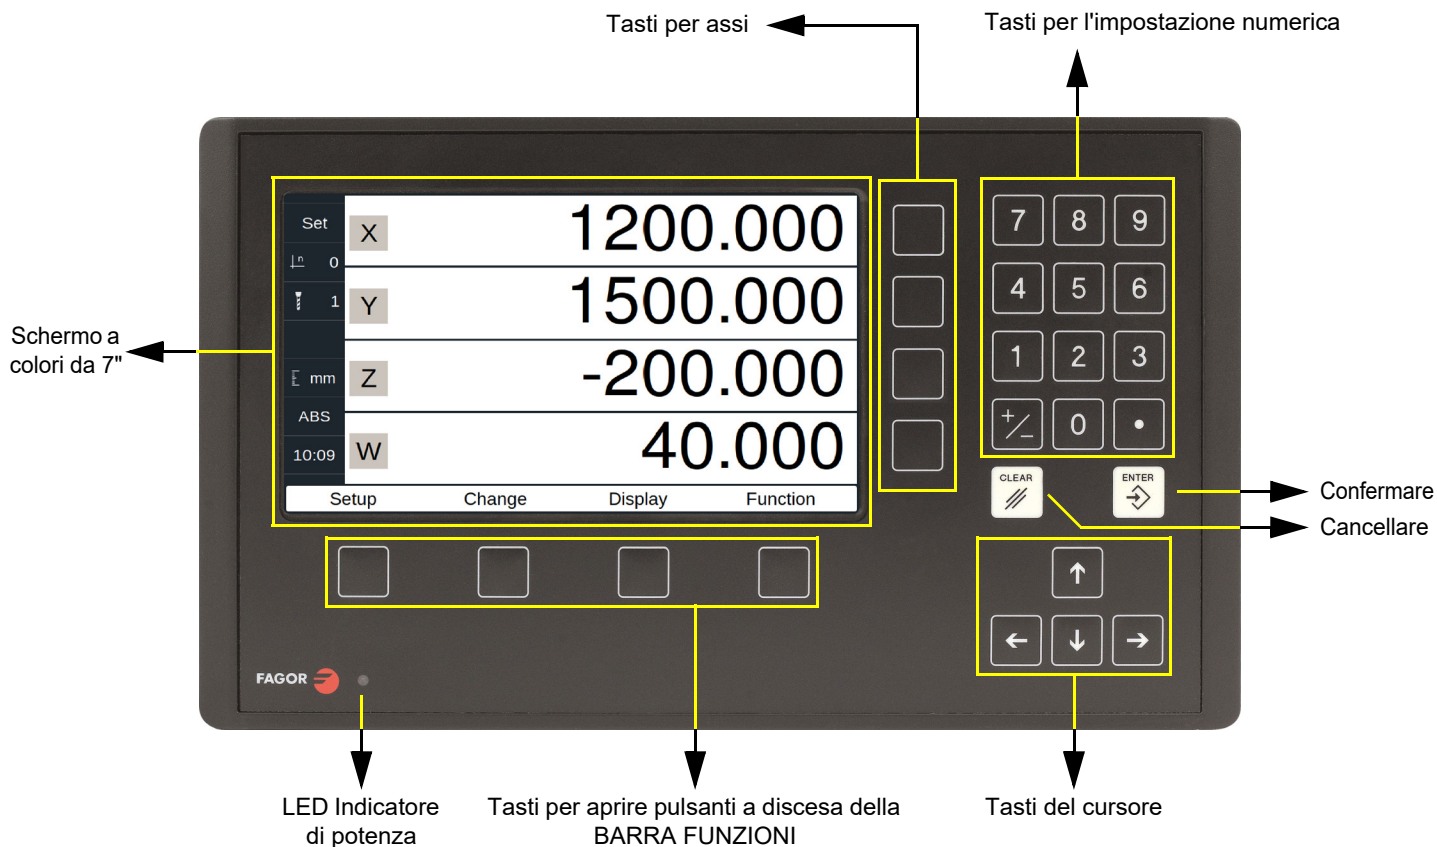 Tasti per assi
Tasti per l'impostazione numerica
Schermo a
colori da 7"
Set
n 0
1
mm
ABS
10:09
X 1200.000
Y 1500.000
Z -200.000
W 40.000
Setup Change Display Function
7 8 9
4 5 6
1 2 3
+/- 0 •
CLEAR
ENTER
Confermare
Cancellare
FAGOR
LED Indicatore
di potenza
Tasti per aprire pulsanti a discesa della
BARRA FUNZIONI
Tasti del cursore